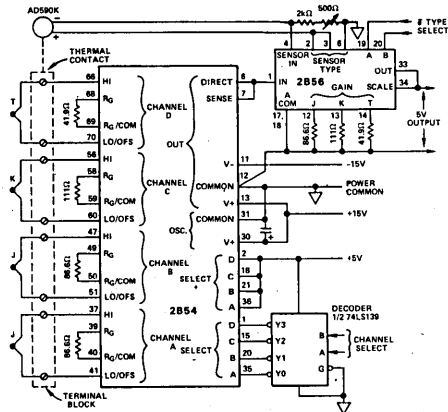 AD590K
2kΩ 500Ω
THERMAL
CONTACT
4 2 3 6 19 20
δ TYPE
SELECT
SENSOR
IN
SENSOR
TYPE
A B
2B56
OUT 33
SCALE 34
1 IN
A
COM
GAIN
J K T
17,
18
12 13 14
86.6Ω 111Ω 41.9Ω
5V
OUTPUT
T
66 HI
68 RG
41.9Ω
69 RG/COM
70 LO/OFS
CHANNEL
D
K
56 HI
58 RG
111Ω
59 RG/COM
60 LO/OFS
CHANNEL
C
J
47 HI
49 RG
86.6Ω
50 RG/COM
51 LO/OFS
CHANNEL
B
J
37 HI
39 RG
86.6Ω
40 RG/COM
41 LO/OFS
CHANNEL
A
TERMINAL
BLOCK
DIRECT 6
SENSE 7
OUT
V− 11 −15V
12
COMMON
POWER
COMMON
V+ 13 +15V
COMMON 31
OSC.
V+ 30
2B54
SELECT
+
D 2 +5V
C 18
B 21
A 36
SELECT
−
D 1 Y3
C 15 Y2
B 20 Y1
A 35 Y0
DECODER
1/2 74LS139
B
A
G
CHANNEL
SELECT